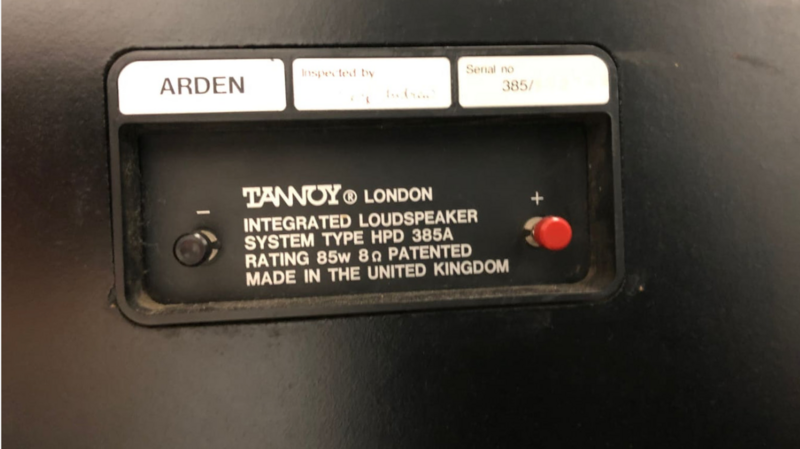 ARDEN
Inspected by
Serial no
385/
TANNOY® LONDON
− +
INTEGRATED LOUDSPEAKER
SYSTEM TYPE HPD 385A
RATING 85w 8Ω PATENTED
MADE IN THE UNITED KINGDOM